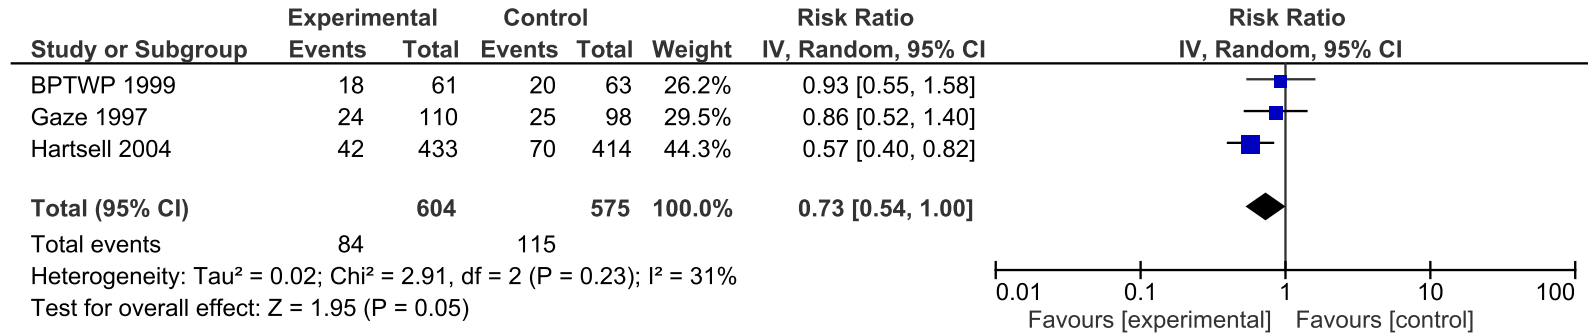 Experimental Control Risk Ratio Risk Ratio
Study or Subgroup Events Total Events Total Weight IV, Random, 95% CI IV, Random, 95% CI
BPTWP 1999 18 61 20 63 26.2% 0.93 [0.55, 1.58]
Gaze 1997 24 110 25 98 29.5% 0.86 [0.52, 1.40]
Hartsell 2004 42 433 70 414 44.3% 0.57 [0.40, 0.82]
Total (95% CI) 604 575 100.0% 0.73 [0.54, 1.00]
Total events 84 115
Heterogeneity: Tau² = 0.02; Chi² = 2.91, df = 2 (P = 0.23); I² = 31%
Test for overall effect: Z = 1.95 (P = 0.05)
0.01 0.1 1 10 100
Favours [experimental] Favours [control]